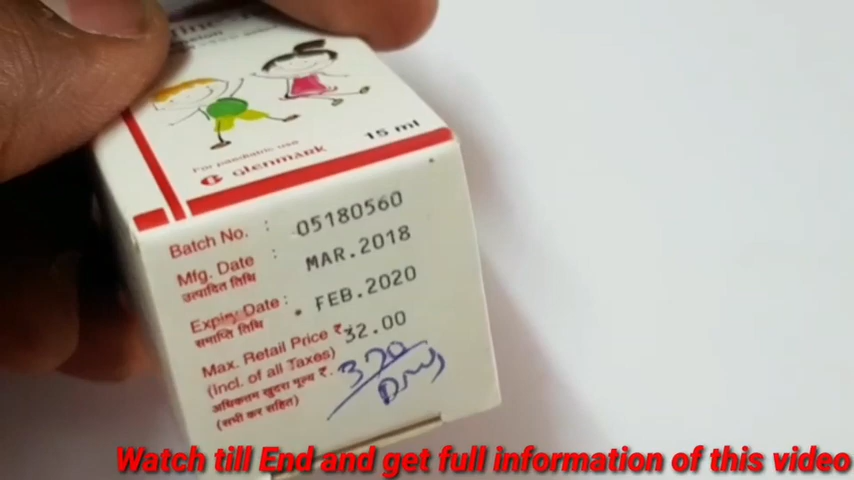 For paediatric use
15 ml
Glenmark
Batch No. : 05180560
Mfg. Date : MAR.2018
उत्पादित तिथि
Expiry Date : FEB.2020
समाप्ति तिथि
Max. Retail Price ₹. 32.00
(Incl. of all Taxes)
अधिकतम खुदरा मूल्य ₹.
(सभी कर सहित)
Watch till End and get full information of this video